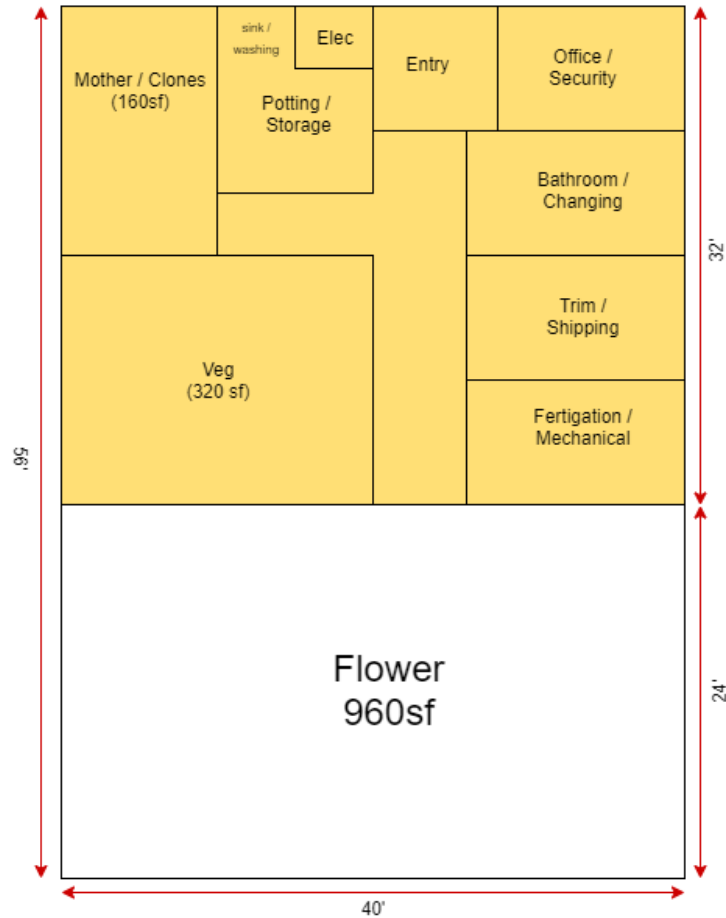 sink /
washing
Elec
Entry
Office /
Security
Mother / Clones
(160sf)
Potting /
Storage
Bathroom /
Changing
32'
Trim /
Shipping
Veg
(320 sf)
Fertigation /
Mechanical
56'
Flower
960sf
24'
40'